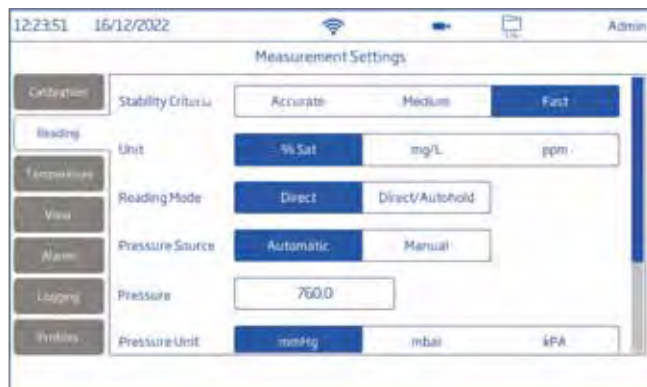 12:23:51 16/12/2022 Admin
Measurement Settings
Calibration
Stability Criteria Accurate Medium Fast
Reading
Unit % Sat mg/L ppm
Temperature
Reading Mode Direct Direct/Autohold
View
Pressure Source Automatic Manual
Alarm
Logging
Pressure 760.0
Profiles
Pressure Unit mmHg mbar kPA